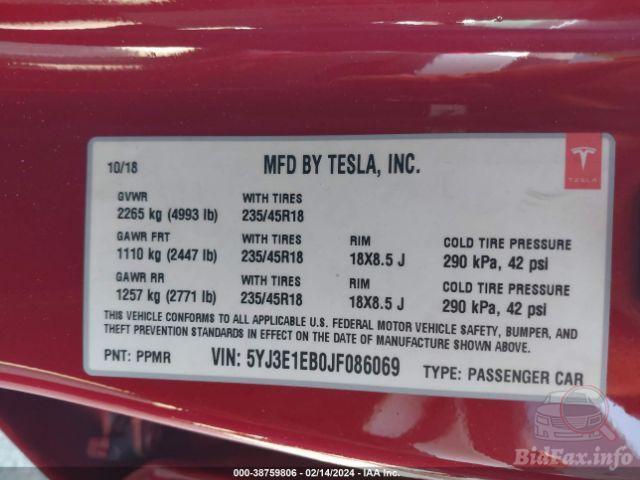 10/18 MFD BY TESLA, INC.
TESLA
GVWR WITH TIRES
2265 kg (4993 lb) 235/45R18
GAWR FRT WITH TIRES RIM COLD TIRE PRESSURE
1110 kg (2447 lb) 235/45R18 18X8.5 J 290 kPa, 42 psi
GAWR RR WITH TIRES RIM COLD TIRE PRESSURE
1257 kg (2771 lb) 235/45R18 18X8.5 J 290 kPa, 42 psi
THIS VEHICLE CONFORMS TO ALL APPLICABLE U.S. FEDERAL MOTOR VEHICLE SAFETY, BUMPER, AND
THEFT PREVENTION STANDARDS IN EFFECT ON THE DATE OF MANUFACTURE SHOWN ABOVE.
PNT: PPMR VIN: 5YJ3E1EB0JF086069 TYPE: PASSENGER CAR
BidFax.info
000-38759806 - 02/14/2024 - IAA Inc.